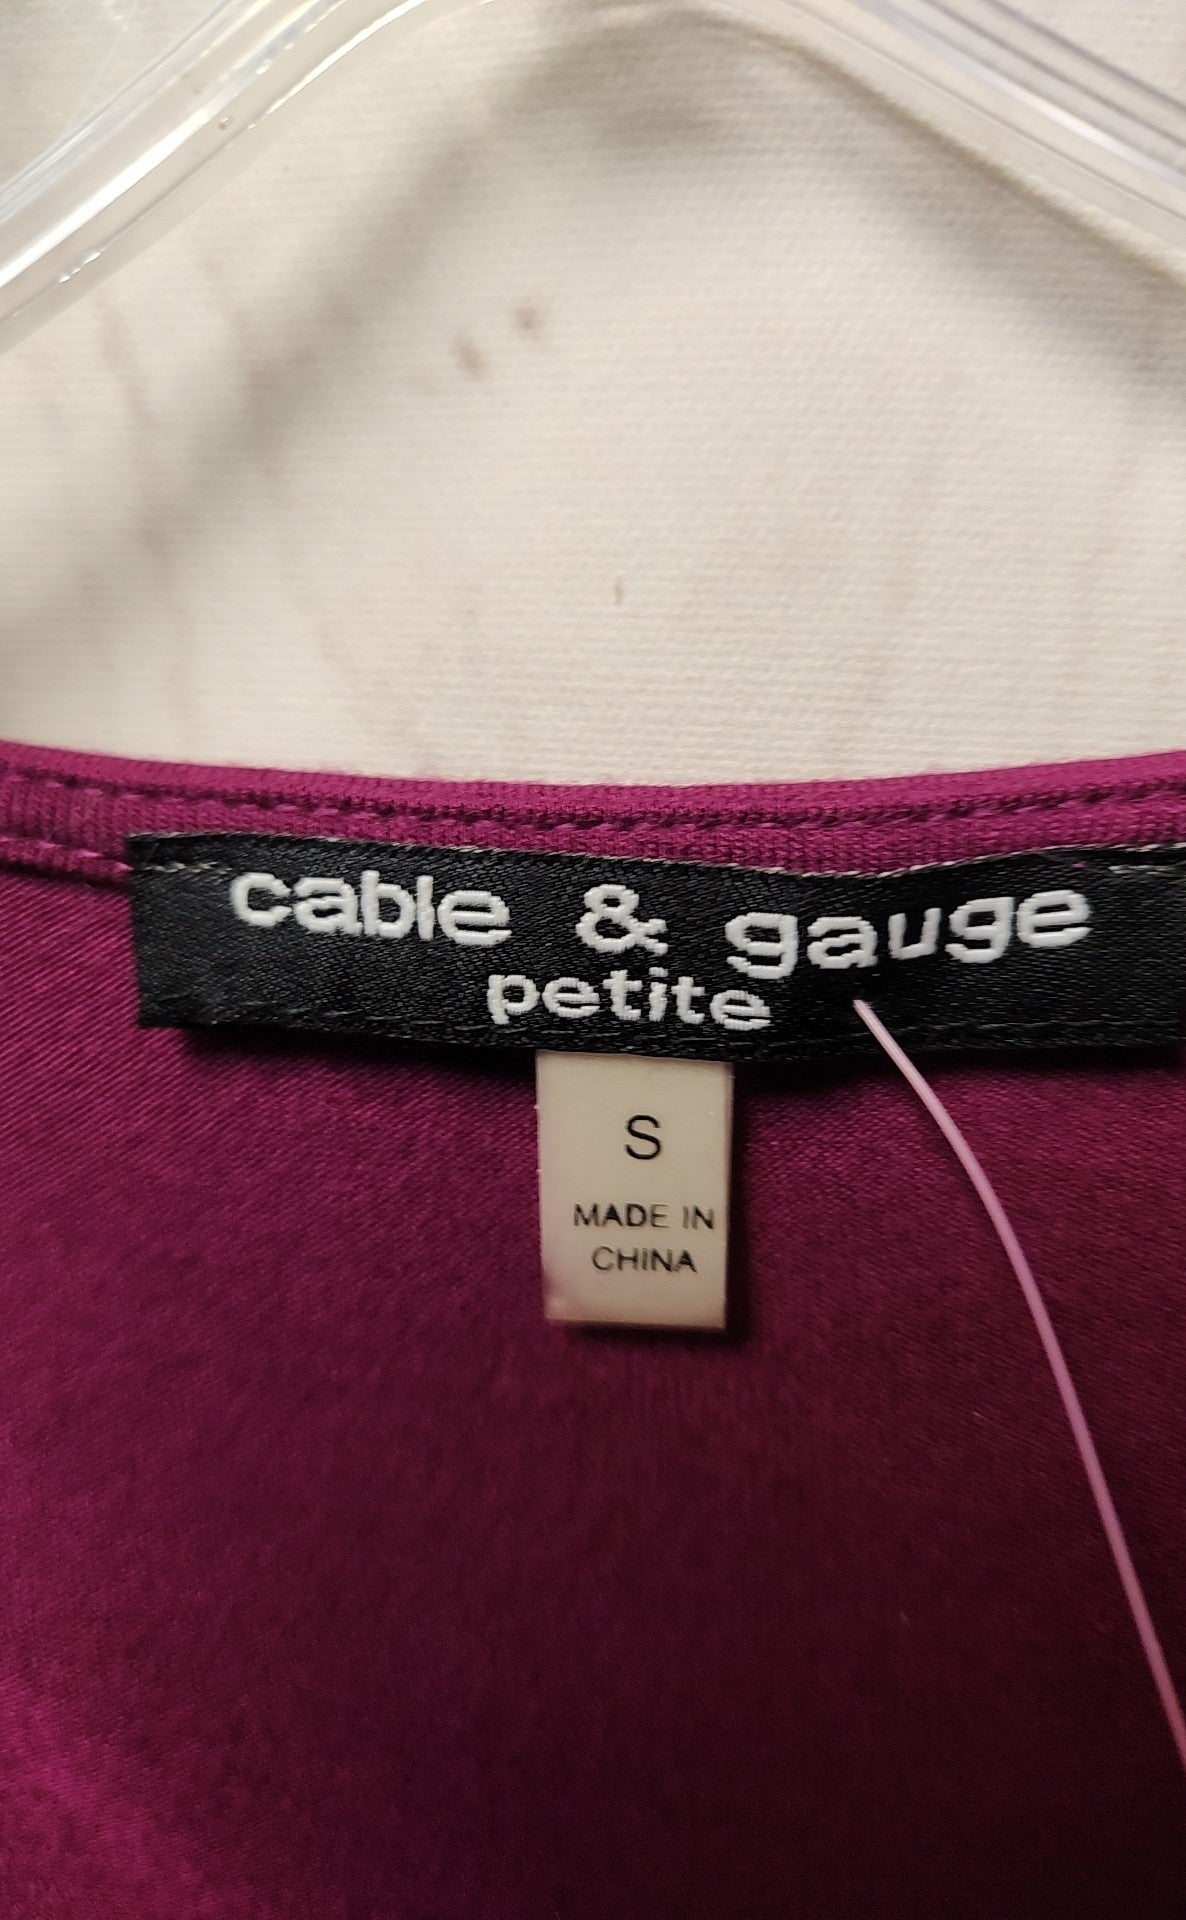 cable & gauge
petite
S
MADE IN
CHINA